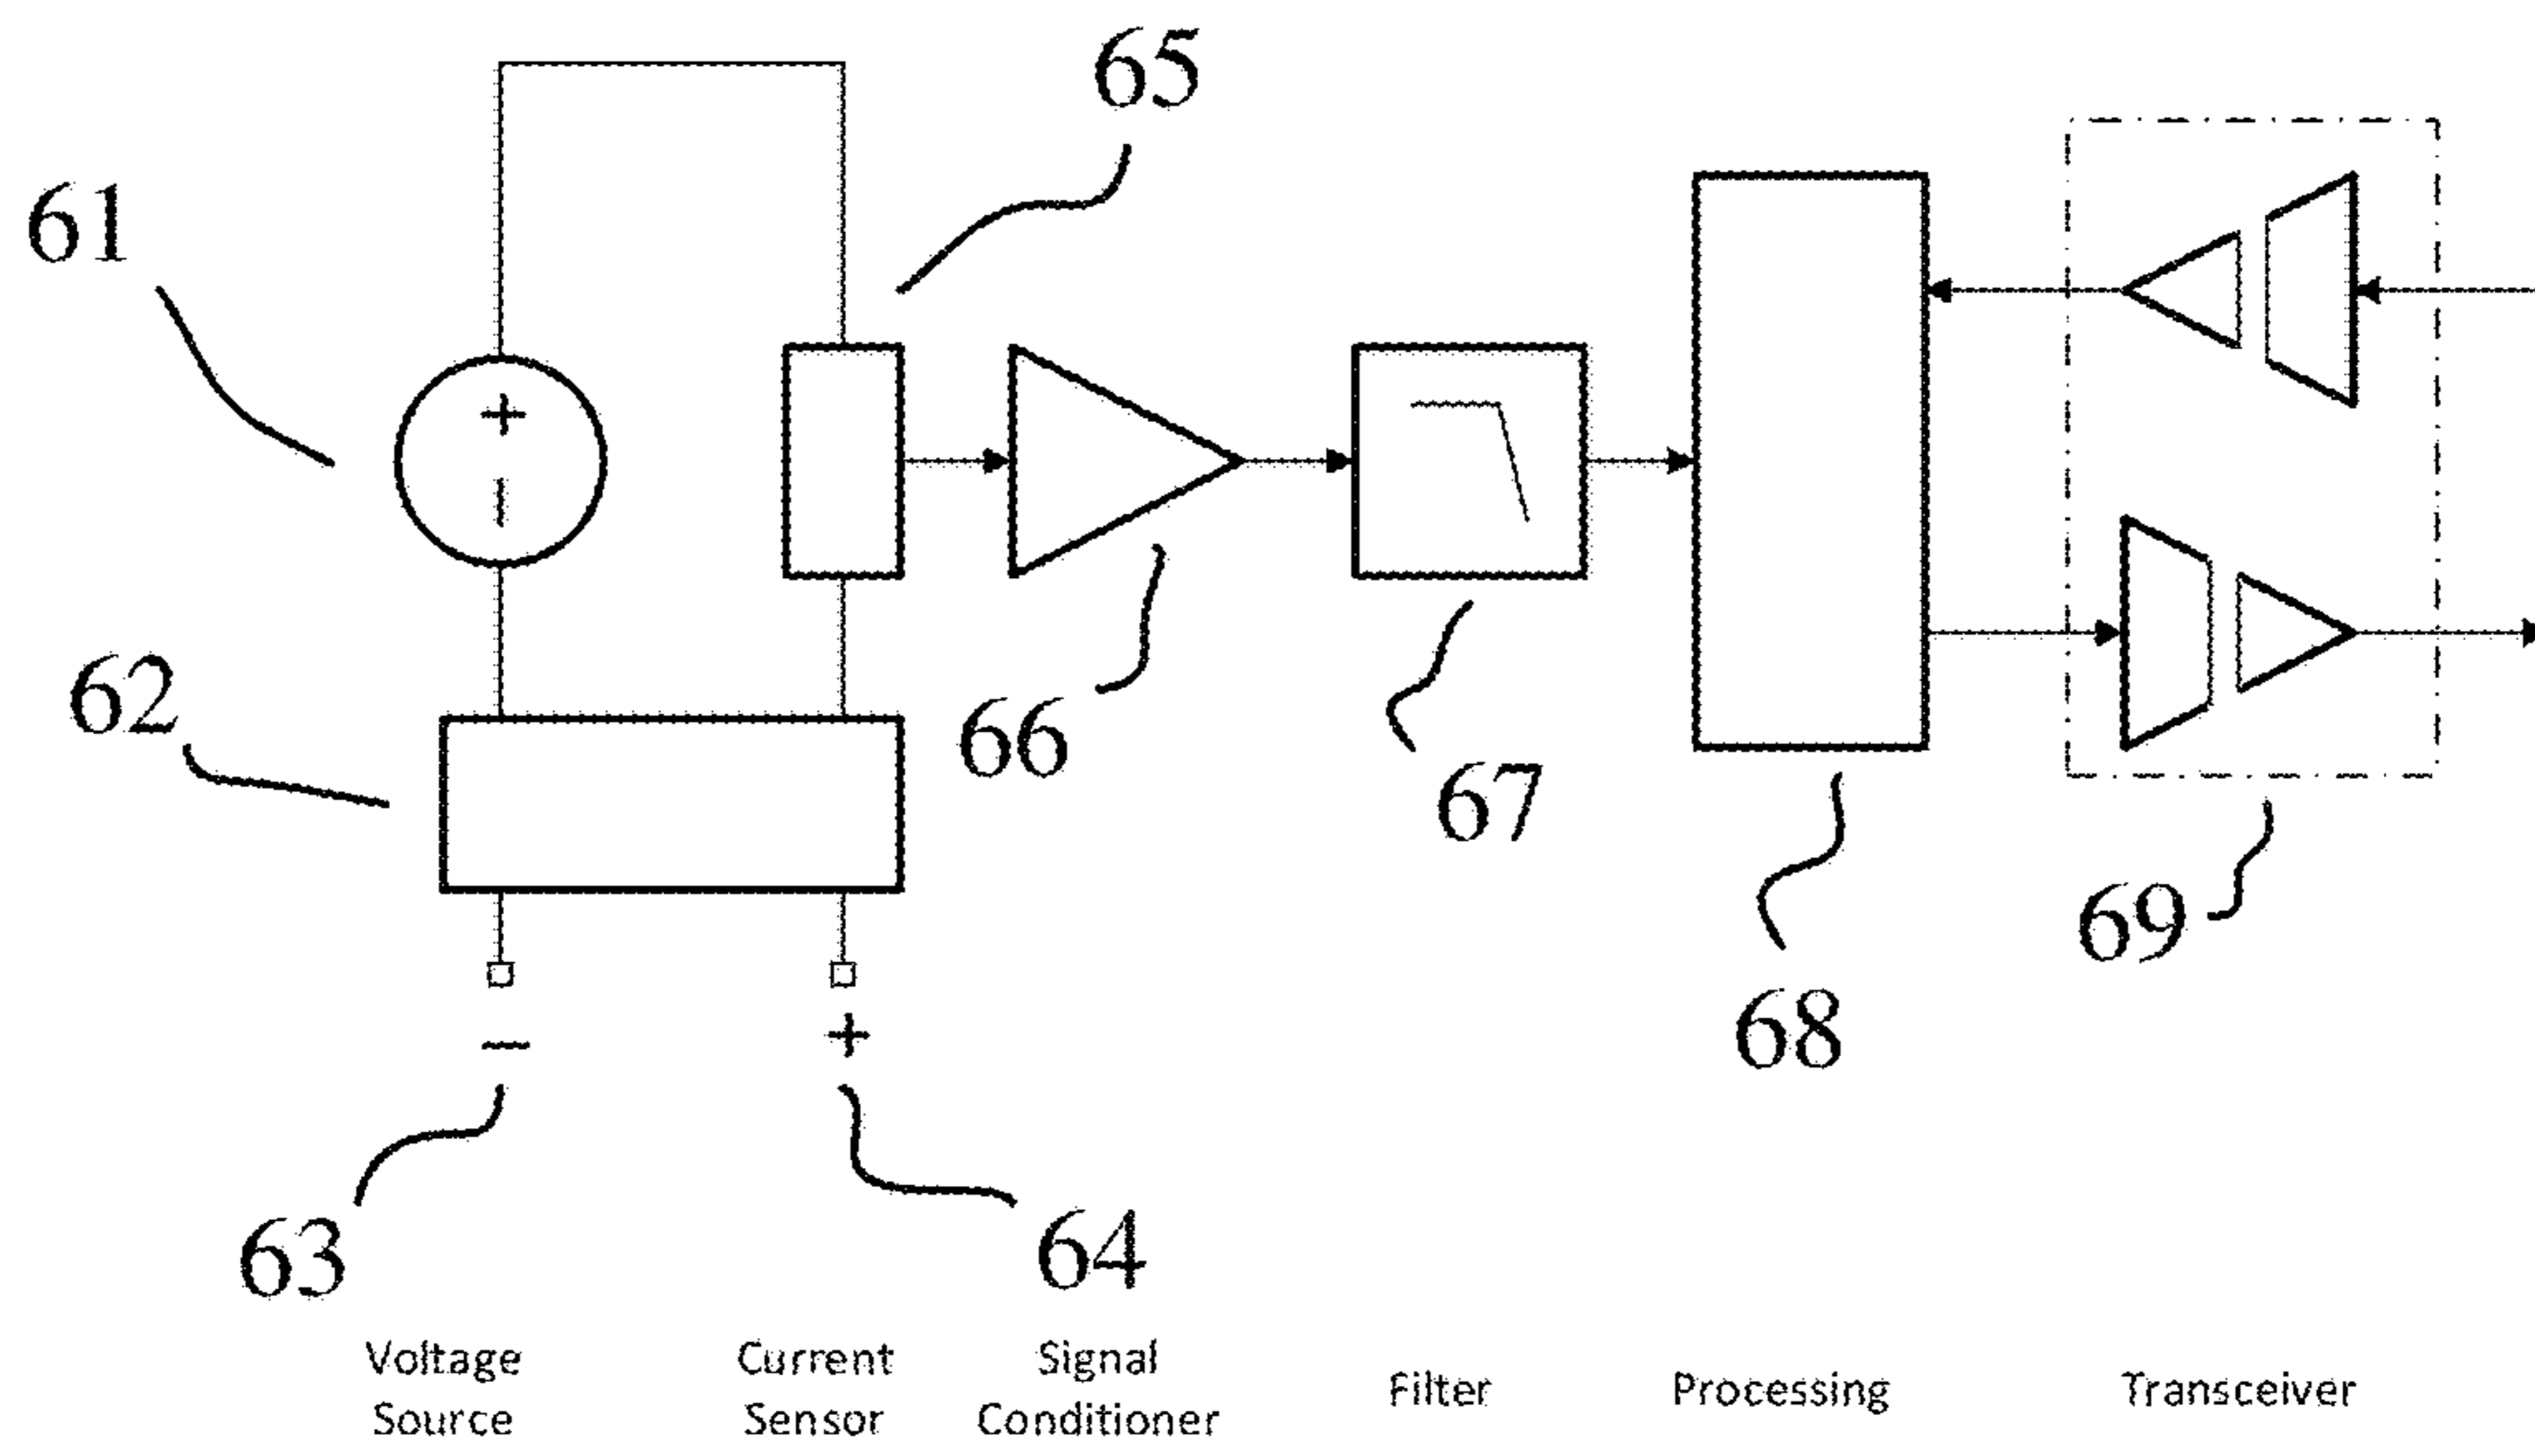 65
61
+
−
62
66
67
69
−
+
68
63
64
Voltage
Source
Current
Sensor
Signal
Conditioner
Filter
Processing
Transceiver